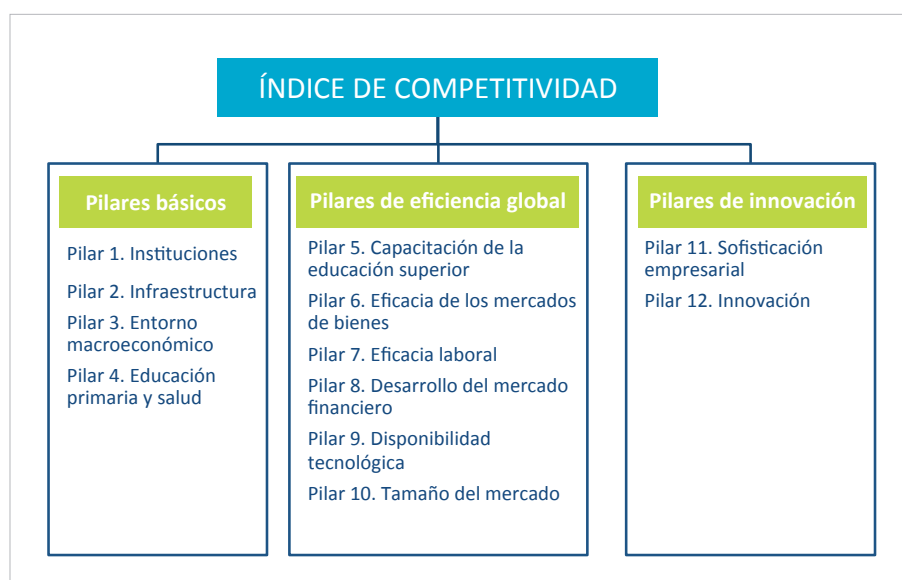 ÍNDICE DE COMPETITIVIDAD
Pilares básicos
Pilar 1. Instituciones
Pilar 2. Infraestructura
Pilar 3. Entorno
macroeconómico
Pilar 4. Educación
primaria y salud
Pilares de eficiencia global
Pilar 5. Capacitación de la
educación superior
Pilar 6. Eficacia de los mercados
de bienes
Pilar 7. Eficacia laboral
Pilar 8. Desarrollo del mercado
financiero
Pilar 9. Disponibilidad
tecnológica
Pilar 10. Tamaño del mercado
Pilares de innovación
Pilar 11. Sofisticación
empresarial
Pilar 12. Innovación